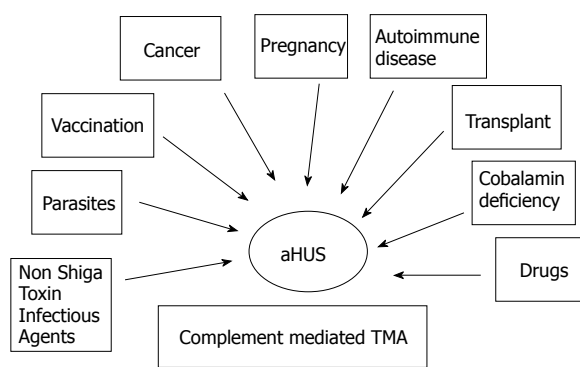 Cancer
Pregnancy
Autoimmune
disease
Vaccination
Transplant
Parasites
Cobalamin
deficiency
Non Shiga
Toxin
Infectious
Agents
aHUS
Drugs
Complement mediated TMA